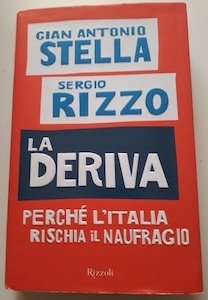 GIAN ANTONIO
STELLA
SERGIO
RIZZO
LA
DERIVA
PERCHÉ L'ITALIA
RISCHIA iL NAUFRAGIO
Rizzoli